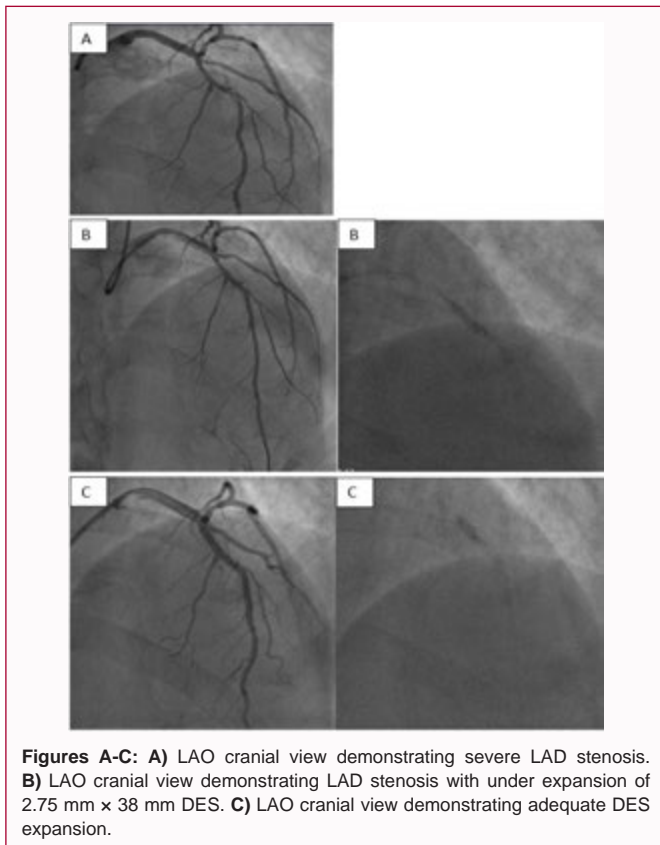 A
B
B
C
C
Figures A-C: A) LAO cranial view demonstrating severe LAD stenosis.
B) LAO cranial view demonstrating LAD stenosis with under expansion of
2.75 mm × 38 mm DES. C) LAO cranial view demonstrating adequate DES
expansion.